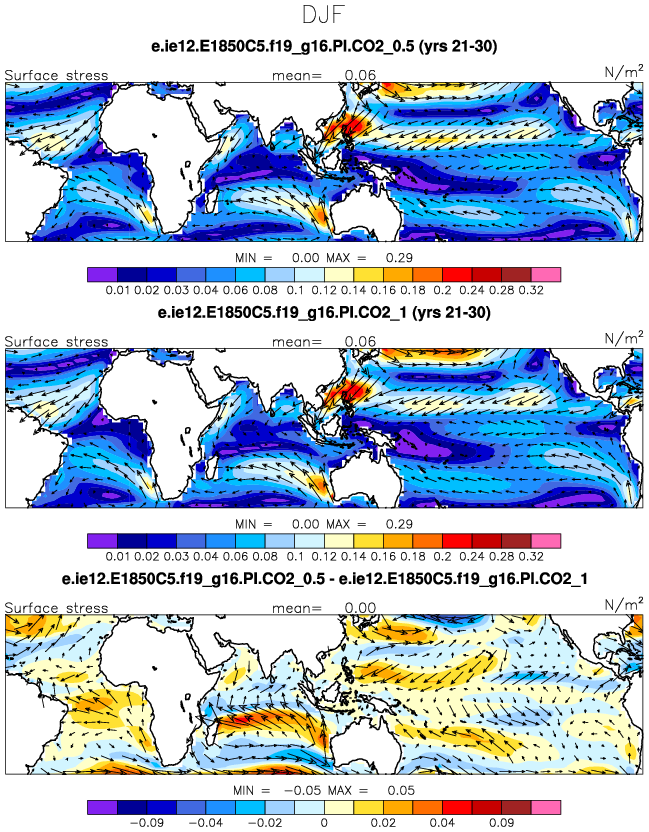 DJF
e.ie12.E1850C5.f19_g16.PI.CO2_0.5 (yrs 21-30)
Surface stress mean= 0.06 N/m²
MIN = 0.00 MAX = 0.29
0.01 0.02 0.03 0.04 0.06 0.08 0.1 0.12 0.14 0.16 0.18 0.2 0.24 0.28 0.32
e.ie12.E1850C5.f19_g16.PI.CO2_1 (yrs 21-30)
Surface stress mean= 0.06 N/m²
MIN = 0.00 MAX = 0.29
0.01 0.02 0.03 0.04 0.06 0.08 0.1 0.12 0.14 0.16 0.18 0.2 0.24 0.28 0.32
e.ie12.E1850C5.f19_g16.PI.CO2_0.5 - e.ie12.E1850C5.f19_g16.PI.CO2_1
Surface stress mean= 0.00 N/m²
MIN = -0.05 MAX = 0.05
-0.09 -0.04 -0.02 0 0.02 0.04 0.09